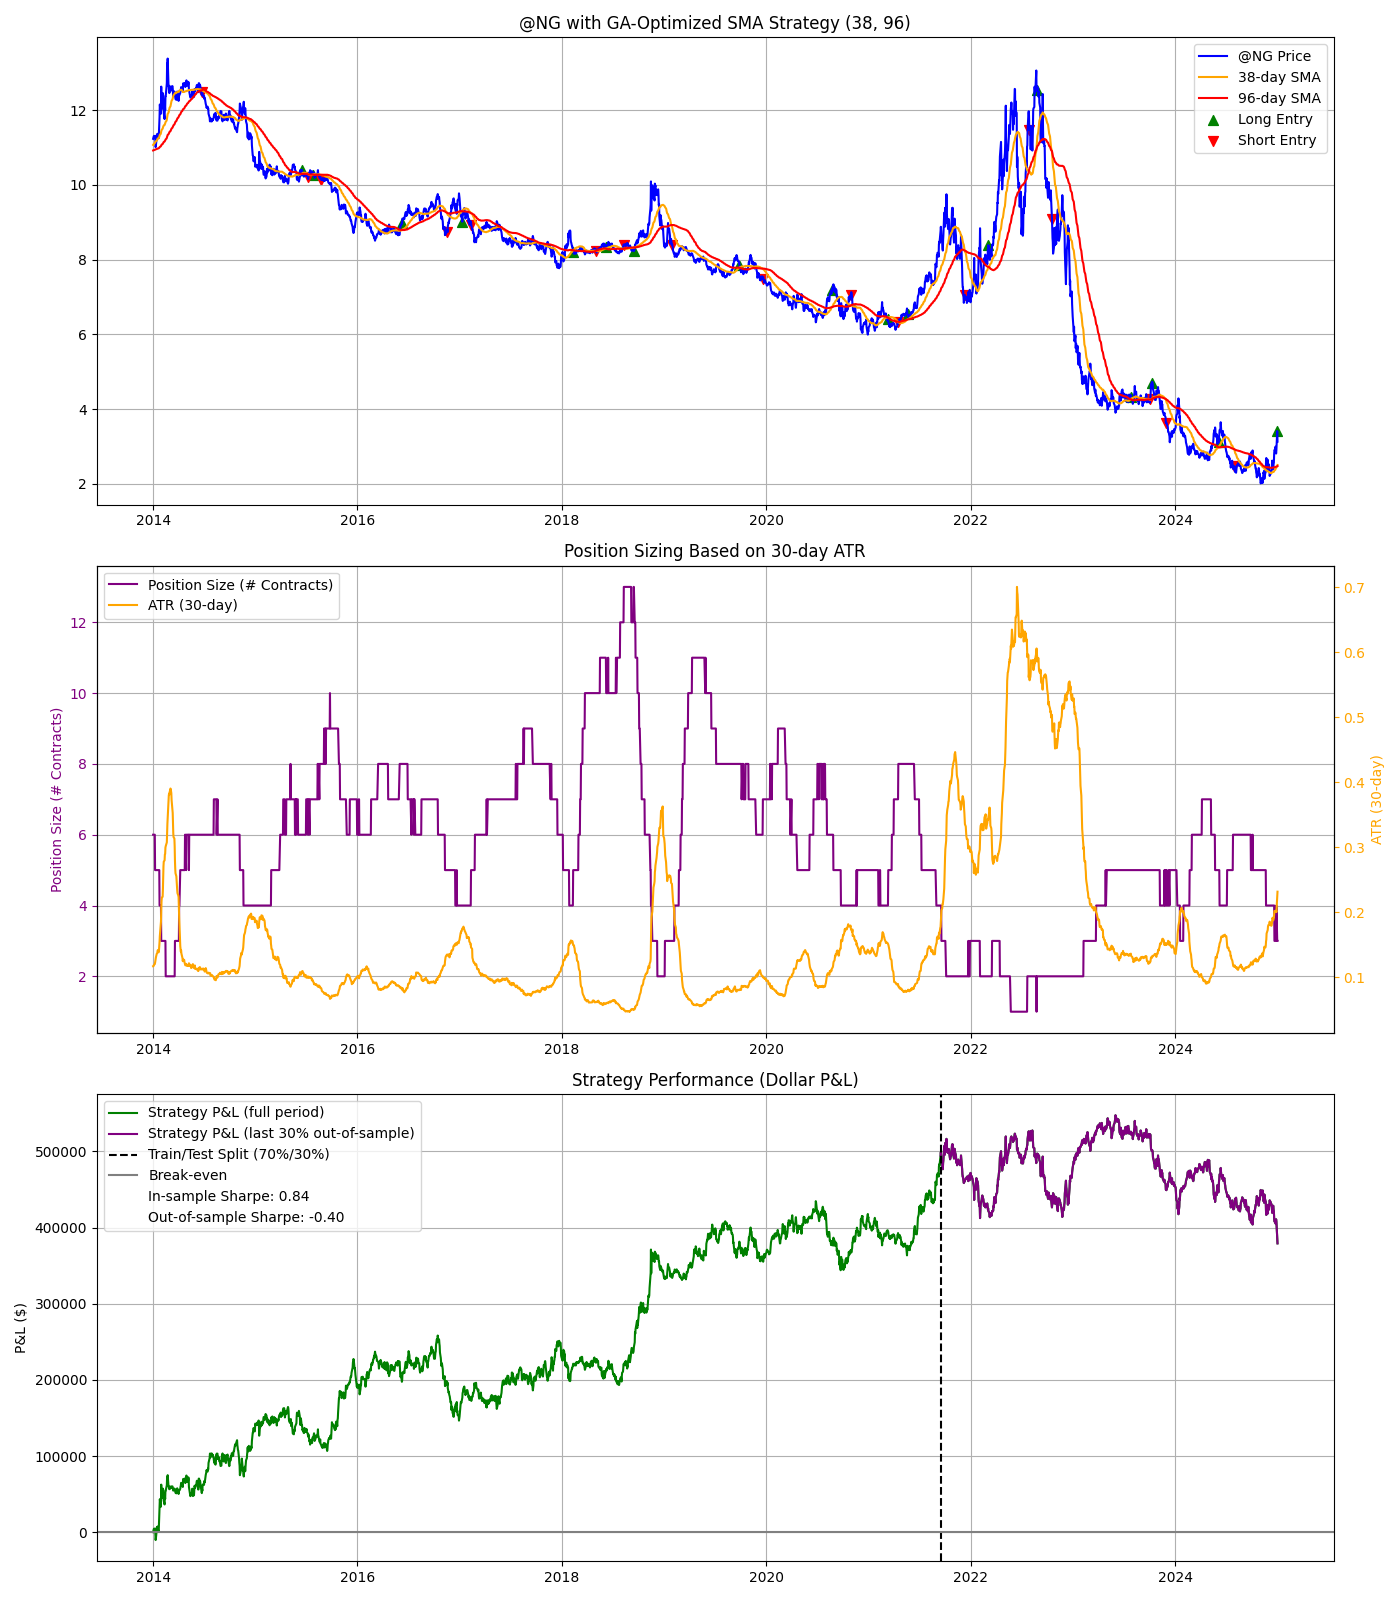 @NG with GA-Optimized SMA Strategy (38, 96)
@NG Price
38-day SMA
96-day SMA
Long Entry
Short Entry
12
10
8
6
4
2
2014
2016
2018
2020
2022
2024
Position Sizing Based on 30-day ATR
Position Size (# Contracts)
ATR (30-day)
Position Size (# Contracts)
12
10
8
6
4
2
0.7
0.6
0.5
0.4
0.3
0.2
0.1
ATR (30-day)
2014
2016
2018
2020
2022
2024
Strategy Performance (Dollar P&L)
Strategy P&L (full period)
Strategy P&L (last 30% out-of-sample)
Train/Test Split (70%/30%)
Break-even
In-sample Sharpe: 0.84
Out-of-sample Sharpe: -0.40
P&L ($)
500000
400000
300000
200000
100000
0
2014
2016
2018
2020
2022
2024